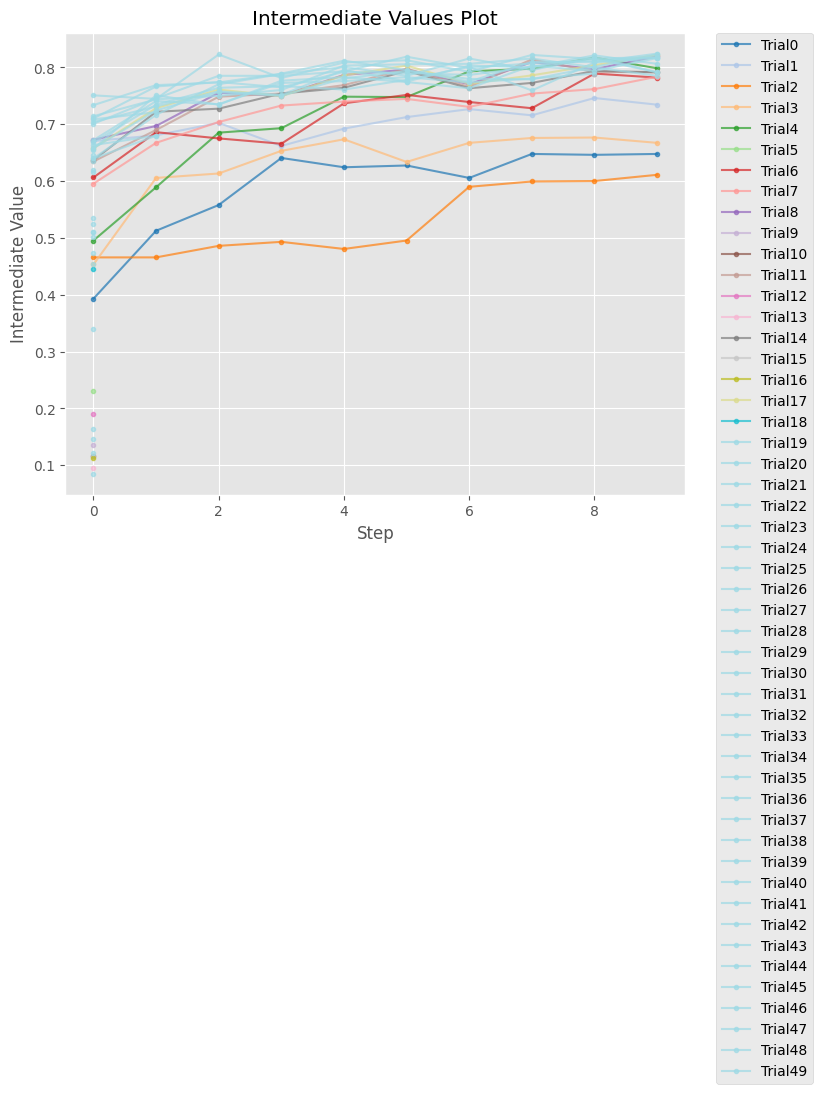 Intermediate Values Plot
Intermediate Value
0.8
0.7
0.6
0.5
0.4
0.3
0.2
0.1
0 2 4 6 8
Step
Trial0
Trial1
Trial2
Trial3
Trial4
Trial5
Trial6
Trial7
Trial8
Trial9
Trial10
Trial11
Trial12
Trial13
Trial14
Trial15
Trial16
Trial17
Trial18
Trial19
Trial20
Trial21
Trial22
Trial23
Trial24
Trial25
Trial26
Trial27
Trial28
Trial29
Trial30
Trial31
Trial32
Trial33
Trial34
Trial35
Trial36
Trial37
Trial38
Trial39
Trial40
Trial41
Trial42
Trial43
Trial44
Trial45
Trial46
Trial47
Trial48
Trial49